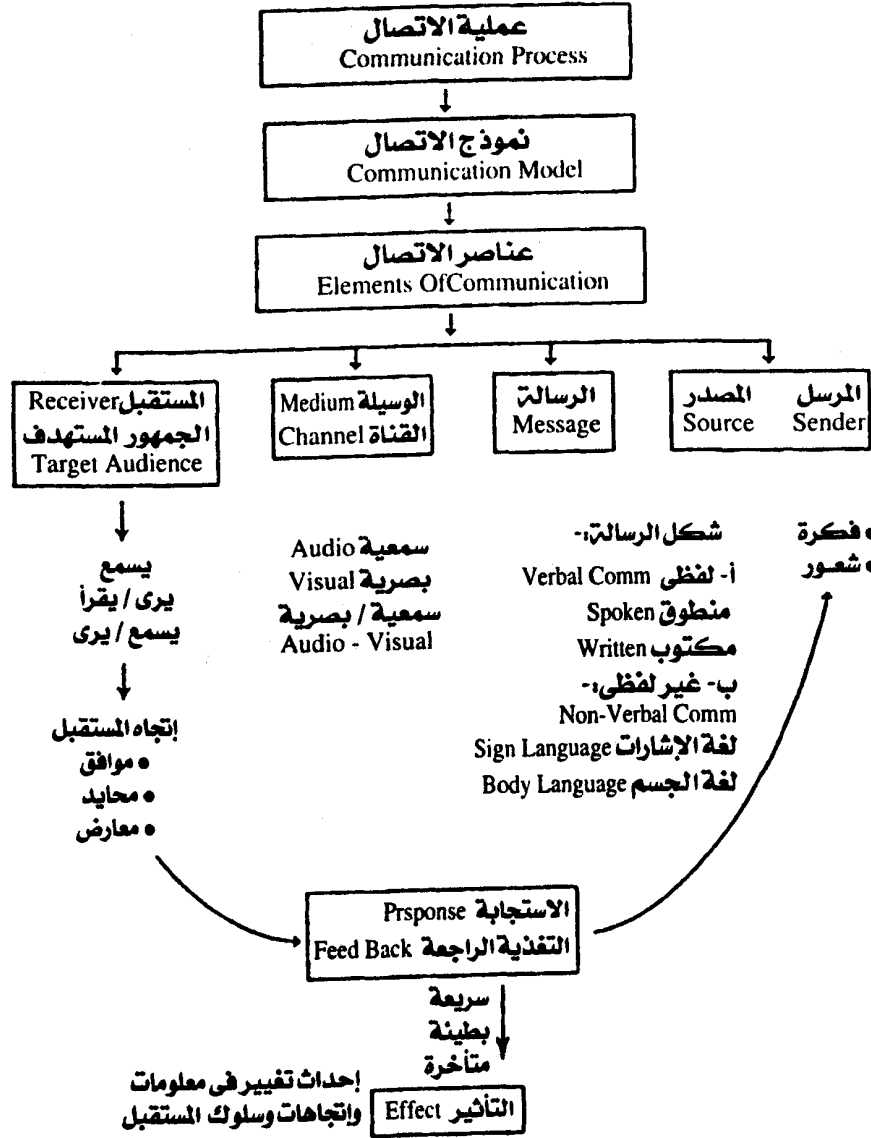 عملية الاتصال
Communication Process
نموذج الاتصال
Communication Model
عناصر الاتصال
Elements OfCommunication
المرسل المصدر
Source Sender
الرسالة
Message
الوسيلة Medium
القناة Channel
المستقبل Receiver
الجمهور المستهدف
Target Audience
• فكرة
• شعور
شكل الرسالة:-
أ- لفظى Verbal Comm
منطوق Spoken
مكتوب Written
ب- غير لفظى:-
Non-Verbal Comm
لغة الإشارات Sign Language
لغة الجسم Body Language
سمعية Audio
بصرية Visual
سمعية / بصرية
Audio - Visual
يسمع
يرى / يقرأ
يسمع / يرى
إتجاه المستقبل
• موافق
• محايد
• معارض
الاستجابة Prsponse
التغذية الراجعة Feed Back
سريعة
بطيئة
متأخرة
التأثير Effect
إحداث تغيير فى معلومات
وإتجاهات وسلوك المستقبل